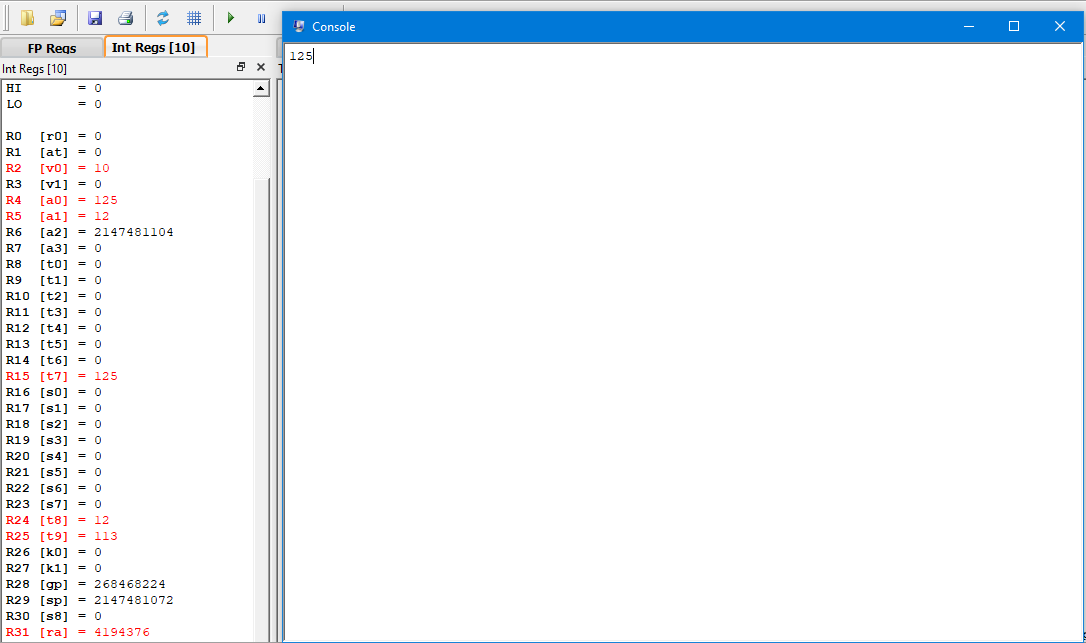 Console
FP Regs
Int Regs [10]
Int Regs [10]
125
HI = 0
LO = 0
R0 [r0] = 0
R1 [at] = 0
R2 [v0] = 10
R3 [v1] = 0
R4 [a0] = 125
R5 [a1] = 12
R6 [a2] = 2147481104
R7 [a3] = 0
R8 [t0] = 0
R9 [t1] = 0
R10 [t2] = 0
R11 [t3] = 0
R12 [t4] = 0
R13 [t5] = 0
R14 [t6] = 0
R15 [t7] = 125
R16 [s0] = 0
R17 [s1] = 0
R18 [s2] = 0
R19 [s3] = 0
R20 [s4] = 0
R21 [s5] = 0
R22 [s6] = 0
R23 [s7] = 0
R24 [t8] = 12
R25 [t9] = 113
R26 [k0] = 0
R27 [k1] = 0
R28 [gp] = 268468224
R29 [sp] = 2147481072
R30 [s8] = 0
R31 [ra] = 4194376